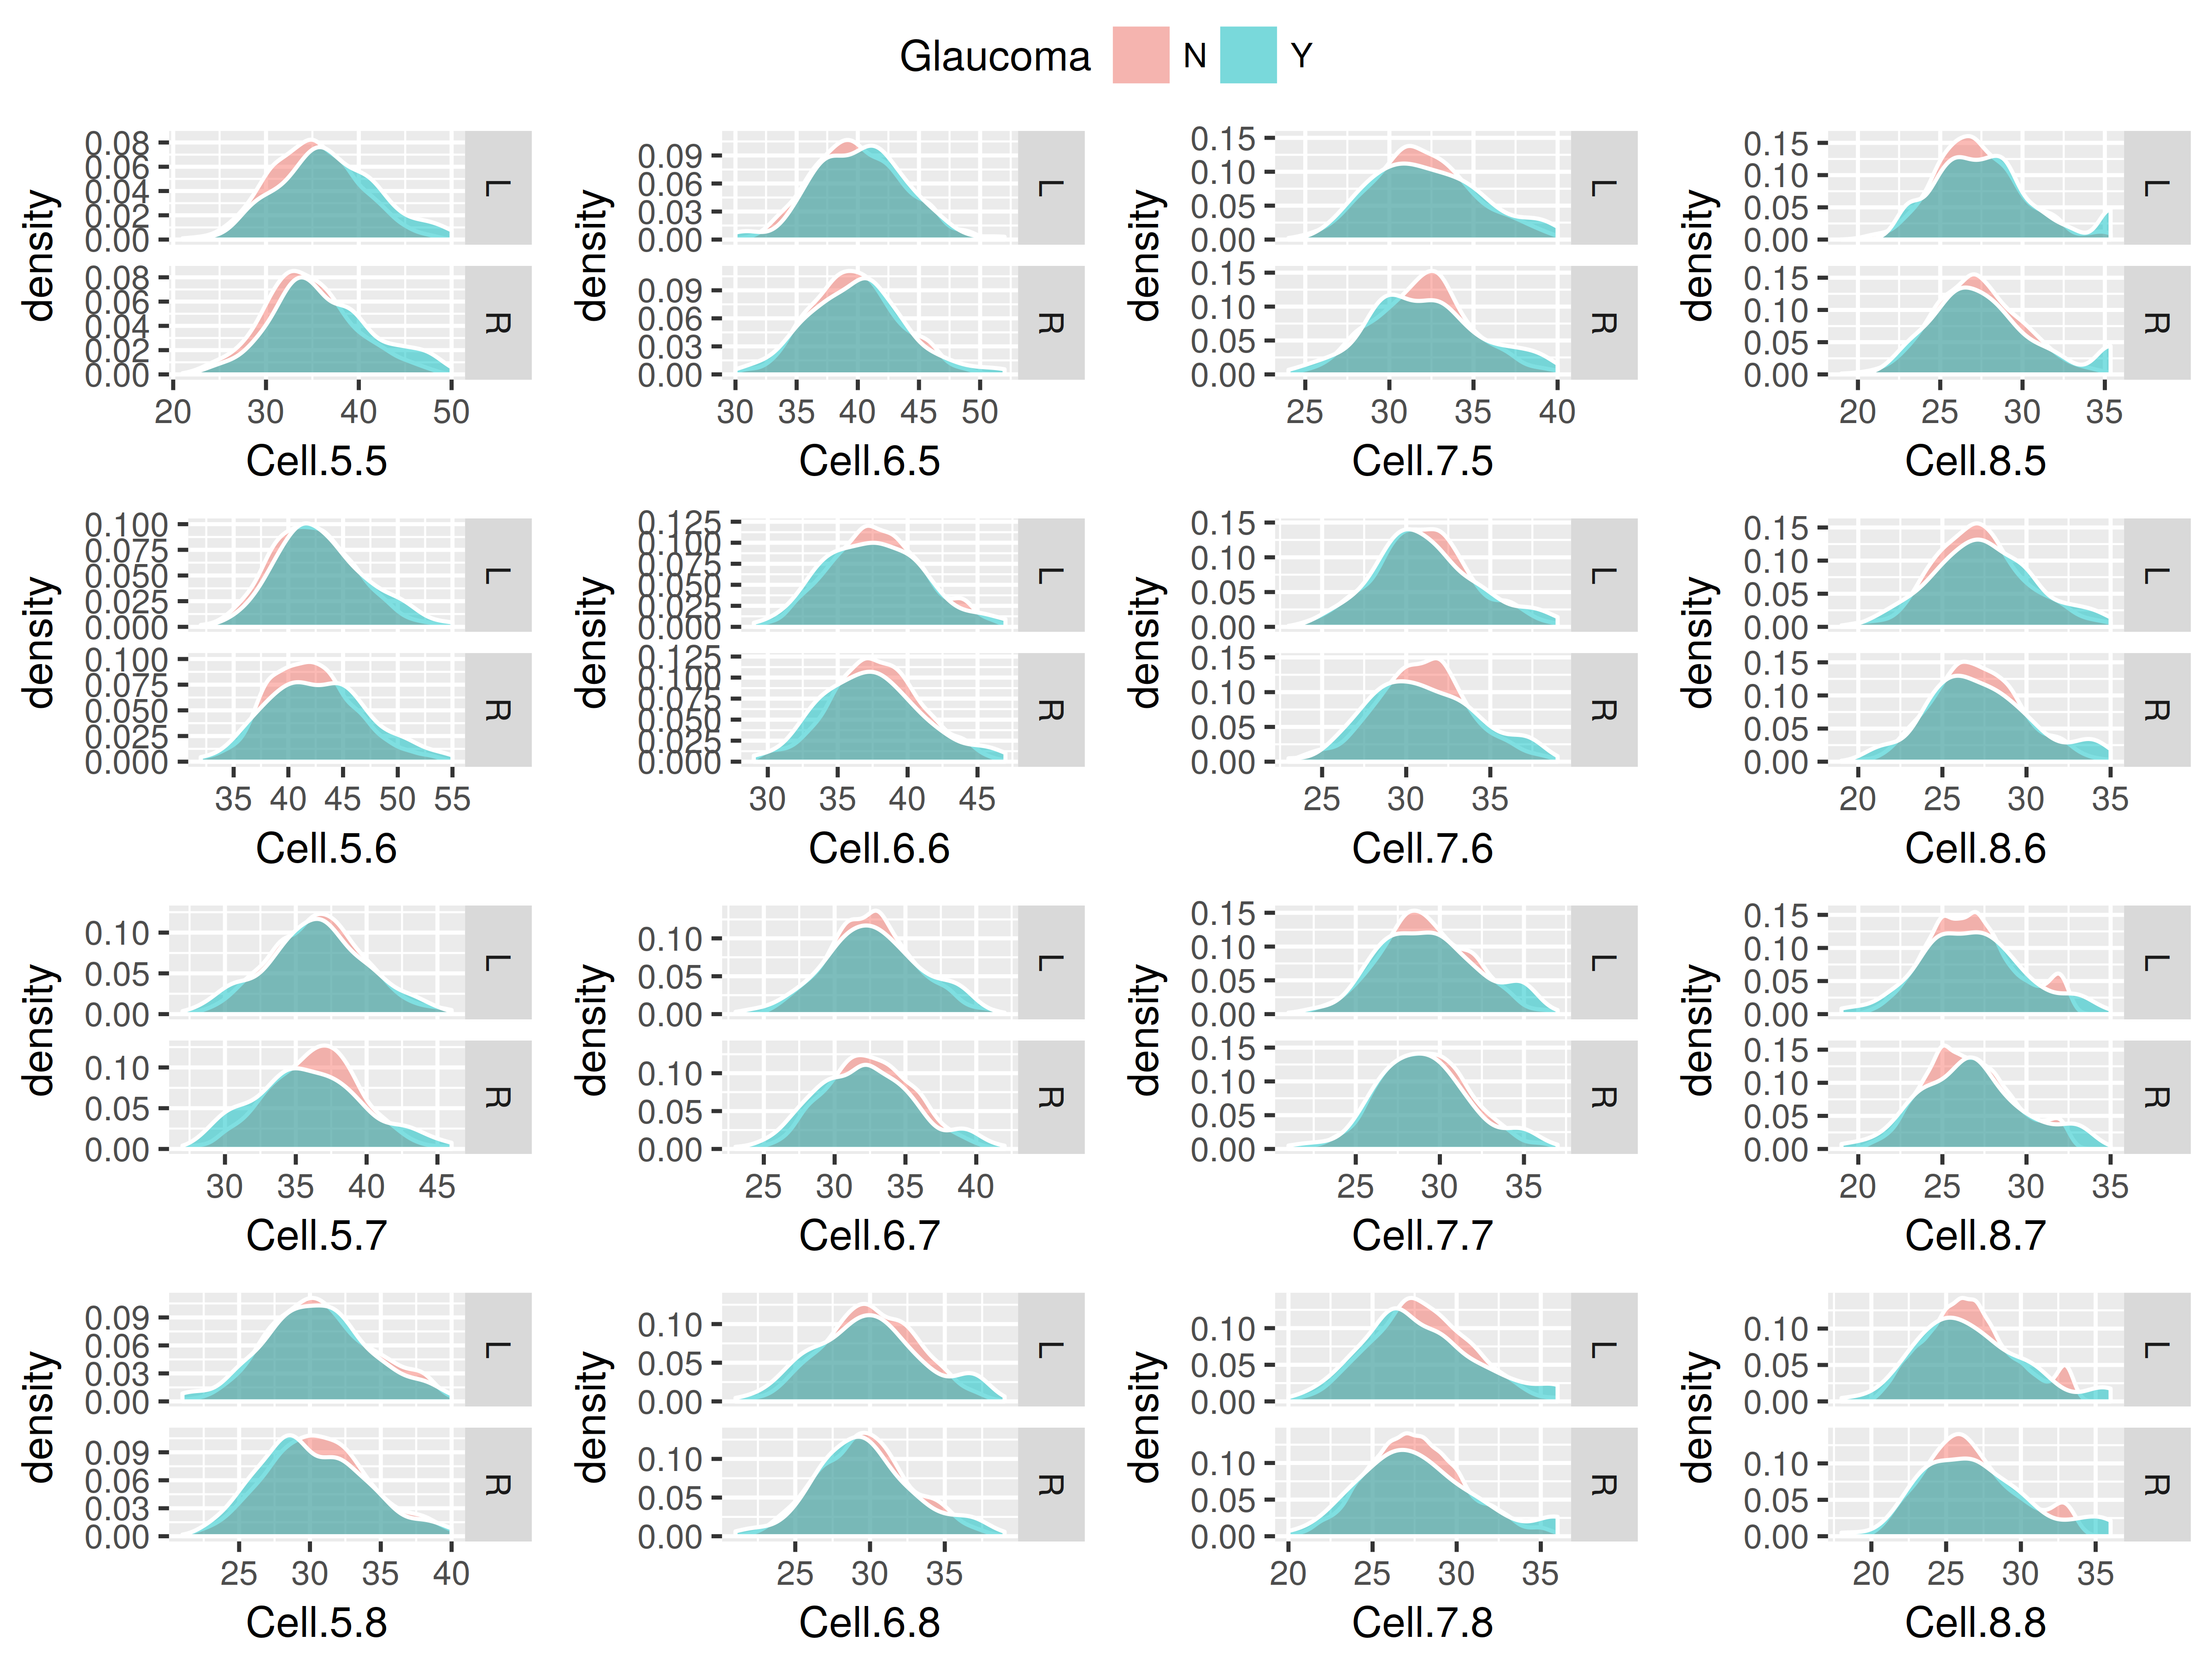 Glaucoma N Y
density
0.08
0.06
0.04
0.02
0.00
L
0.08
0.06
0.04
0.02
0.00
R
20 30 40 50
Cell.5.5
density
0.09
0.06
0.03
0.00
L
0.09
0.06
0.03
0.00
R
30 35 40 45 50
Cell.6.5
density
0.15
0.10
0.05
0.00
L
0.15
0.10
0.05
0.00
R
25 30 35 40
Cell.7.5
density
0.15
0.10
0.05
0.00
L
0.15
0.10
0.05
0.00
R
20 25 30 35
Cell.8.5
density
0.100
0.075
0.050
0.025
0.000
L
0.100
0.075
0.050
0.025
0.000
R
35 40 45 50 55
Cell.5.6
density
0.125
0.100
0.075
0.050
0.025
0.000
L
0.125
0.100
0.075
0.050
0.025
0.000
R
30 35 40 45
Cell.6.6
density
0.15
0.10
0.05
0.00
L
0.15
0.10
0.05
0.00
R
25 30 35
Cell.7.6
density
0.15
0.10
0.05
0.00
L
0.15
0.10
0.05
0.00
R
20 25 30 35
Cell.8.6
density
0.10
0.05
0.00
L
0.10
0.05
0.00
R
30 35 40 45
Cell.5.7
density
0.10
0.05
0.00
L
0.10
0.05
0.00
R
25 30 35 40
Cell.6.7
density
0.15
0.10
0.05
0.00
L
0.15
0.10
0.05
0.00
R
25 30 35
Cell.7.7
density
0.15
0.10
0.05
0.00
L
0.15
0.10
0.05
0.00
R
20 25 30 35
Cell.8.7
density
0.09
0.06
0.03
0.00
L
0.09
0.06
0.03
0.00
R
25 30 35 40
Cell.5.8
density
0.10
0.05
0.00
L
0.10
0.05
0.00
R
25 30 35
Cell.6.8
density
0.10
0.05
0.00
L
0.10
0.05
0.00
R
20 25 30 35
Cell.7.8
density
0.10
0.05
0.00
L
0.10
0.05
0.00
R
20 25 30 35
Cell.8.8